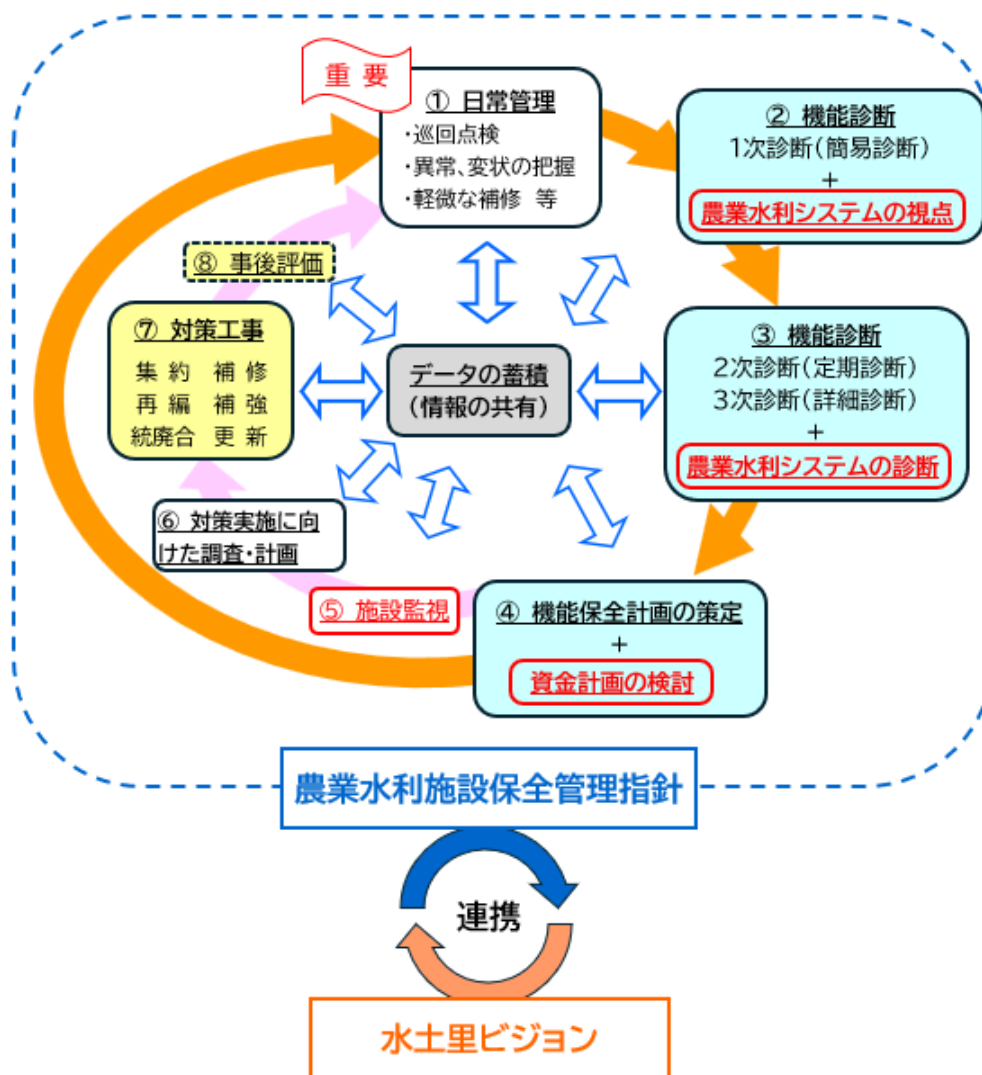 重 要
① 日常管理
・巡回点検
・異常、変状の把握
・軽微な補修 等
② 機能診断
1次診断(簡易診断)
+
農業水利システムの視点
③ 機能診断
2次診断(定期診断)
3次診断(詳細診断)
+
農業水利システムの診断
④ 機能保全計画の策定
+
資金計画の検討
⑤ 施設監視
⑥ 対策実施に向
けた調査・計画
⑦ 対策工事
集 約 補 修
再 編 補 強
統廃合 更 新
⑧ 事後評価
データの蓄積
(情報の共有)
農業水利施設保全管理指針
連携
水土里ビジョン